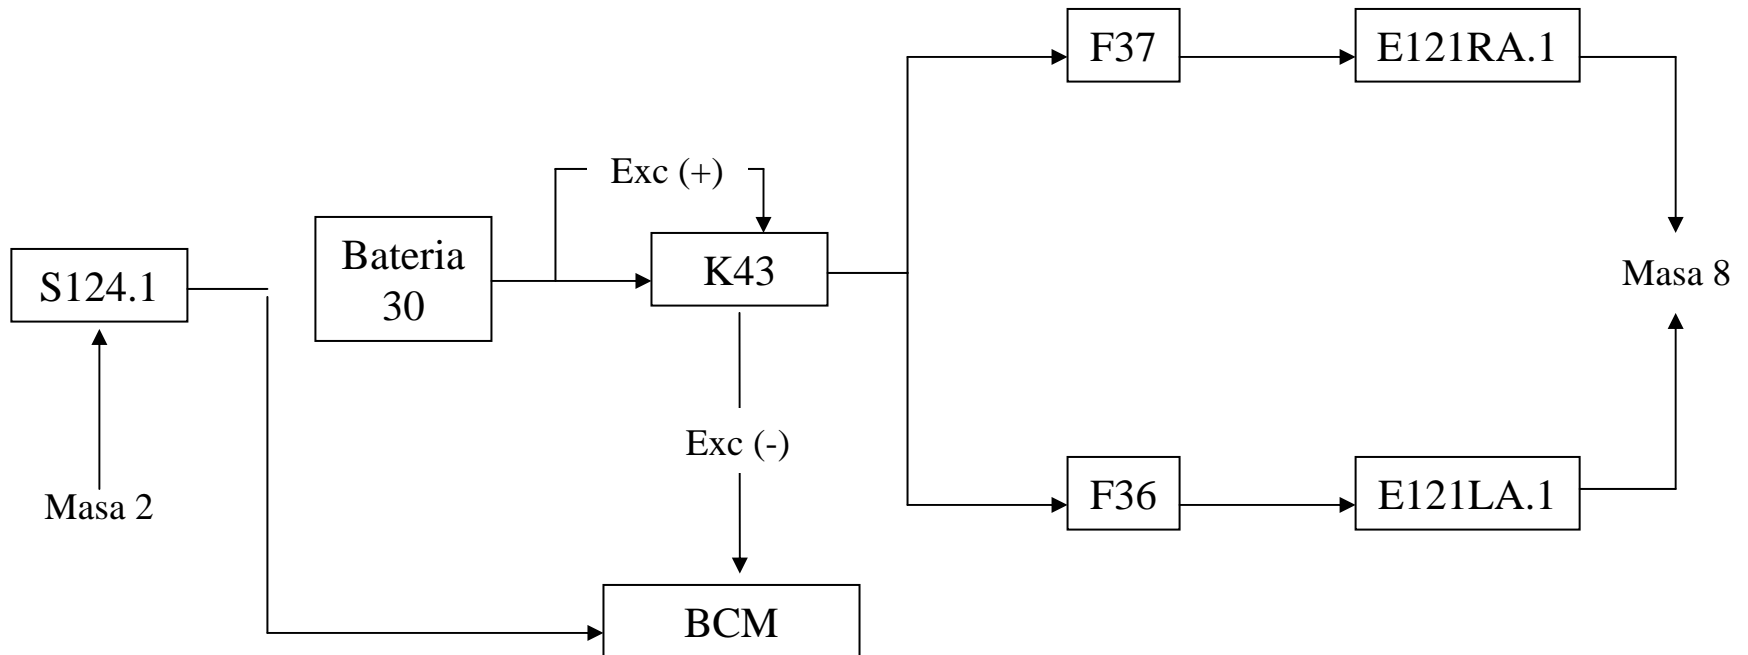 F37
E121RA.1
Exc (+)
Bateria
30
K43
S124.1
Masa 8
Exc (-)
Masa 2
F36
E121LA.1
BCM